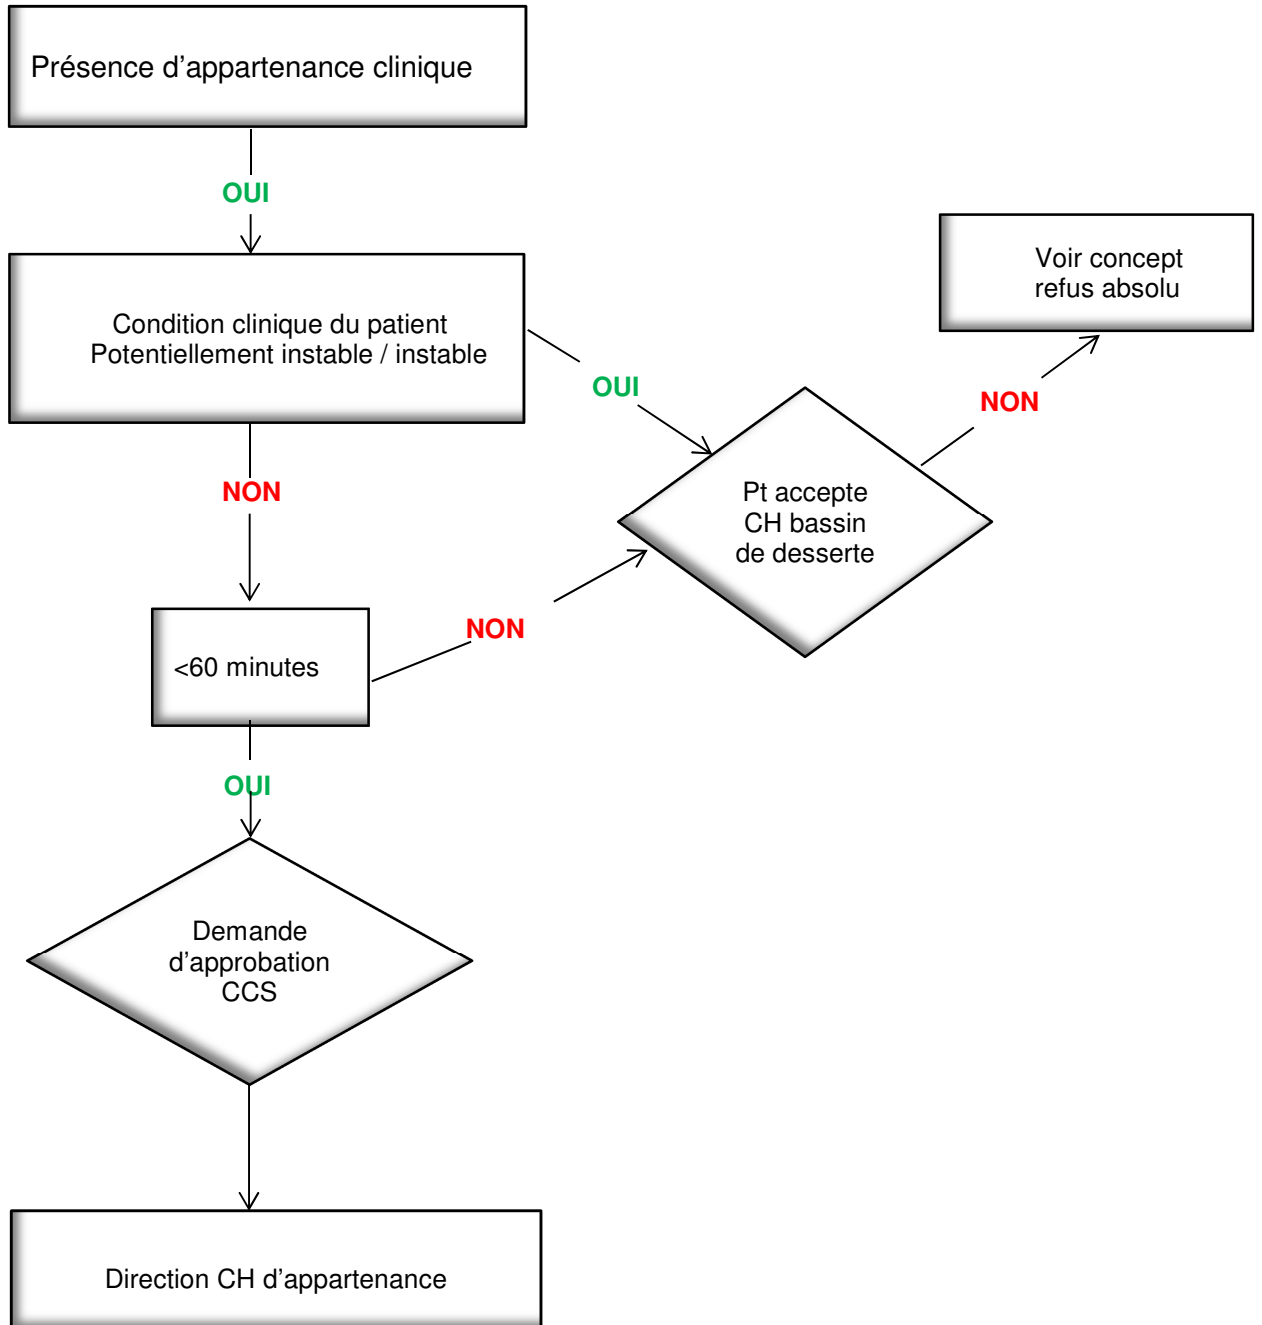 Présence d’appartenance clinique
OUI
Condition clinique du patient
Potentiellement instable / instable
OUI
Voir concept
refus absolu
NON
Pt accepte
CH bassin
de desserte
NON
<60 minutes
NON
OUI
Demande
d’approbation
CCS
Direction CH d’appartenance